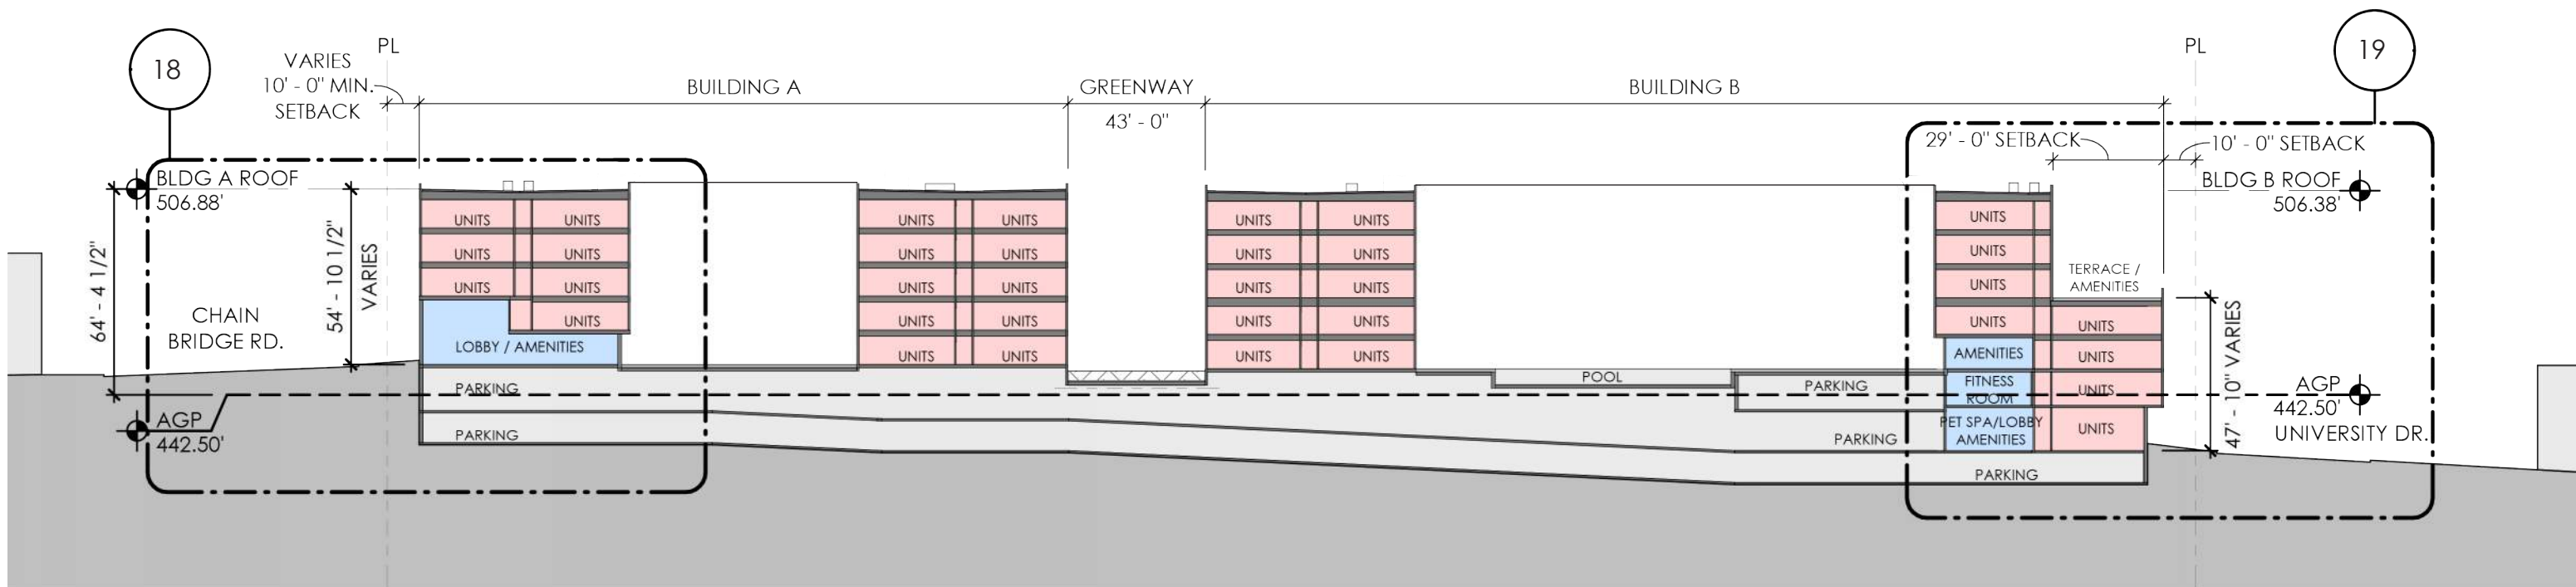 18
VARIES
10' - 0" MIN.
SETBACK
PL
BUILDING A
GREENWAY
43' - 0"
BUILDING B
PL
19
29' - 0" SETBACK
10' - 0" SETBACK
BLDG A ROOF
506.88'
BLDG B ROOF
506.38'
64' - 4 1/2"
54' - 10 1/2"
VARIES
CHAIN
BRIDGE RD.
AGP
442.50'
UNITS UNITS
UNITS UNITS
UNITS UNITS
UNITS
LOBBY / AMENITIES
PARKING
PARKING
UNITS UNITS
UNITS UNITS
UNITS UNITS
UNITS UNITS
UNITS UNITS
UNITS UNITS
UNITS UNITS
UNITS UNITS
UNITS UNITS
UNITS UNITS
POOL
PARKING
PARKING
PARKING
UNITS
UNITS
UNITS
UNITS
AMENITIES
FITNESS
ROOM
PET SPA/LOBBY
AMENITIES
TERRACE /
AMENITIES
UNITS
UNITS
UNITS
UNITS
47' - 10" VARIES
AGP
442.50'
UNIVERSITY DR.